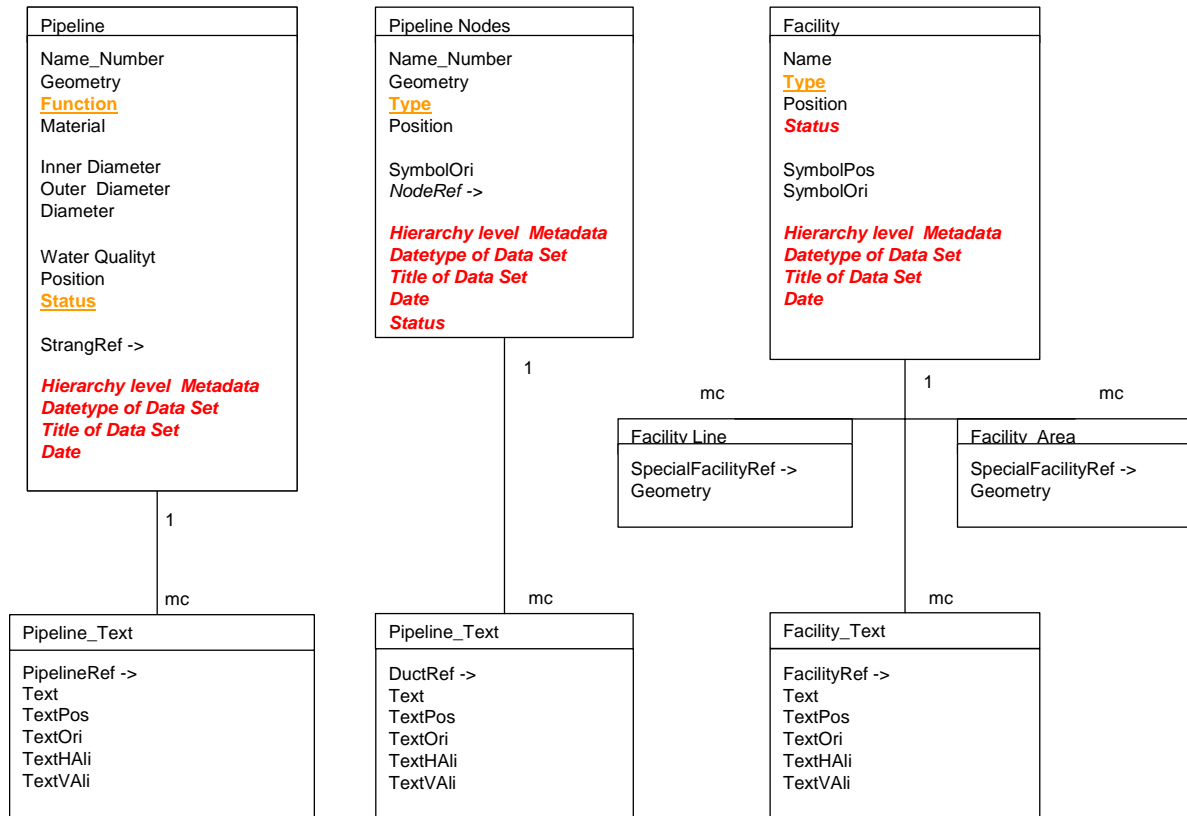 Pipeline
Name_Number
Geometry
Function
Material
Inner Diameter
Outer Diameter
Diameter
Water Qualityt
Position
Status
StrangRef ->
Hierarchy level Metadata
Datetype of Data Set
Title of Data Set
Date
1
mc
Pipeline_Text
PipelineRef ->
Text
TextPos
TextOri
TextHAli
TextVAli
Pipeline Nodes
Name_Number
Geometry
Type
Position
SymbolOri
NodeRef ->
Hierarchy level Metadata
Datetype of Data Set
Title of Data Set
Date
Status
1
mc
Pipeline_Text
DuctRef ->
Text
TextPos
TextOri
TextHAli
TextVAli
Facility
Name
Type
Position
Status
SymbolPos
SymbolOri
Hierarchy level Metadata
Datetype of Data Set
Title of Data Set
Date
1
mc
mc
Facility Line
SpecialFacilityRef ->
Geometry
Facility_Area
SpecialFacilityRef ->
Geometry
mc
Facility_Text
FacilityRef ->
Text
TextPos
TextOri
TextHAli
TextVAli